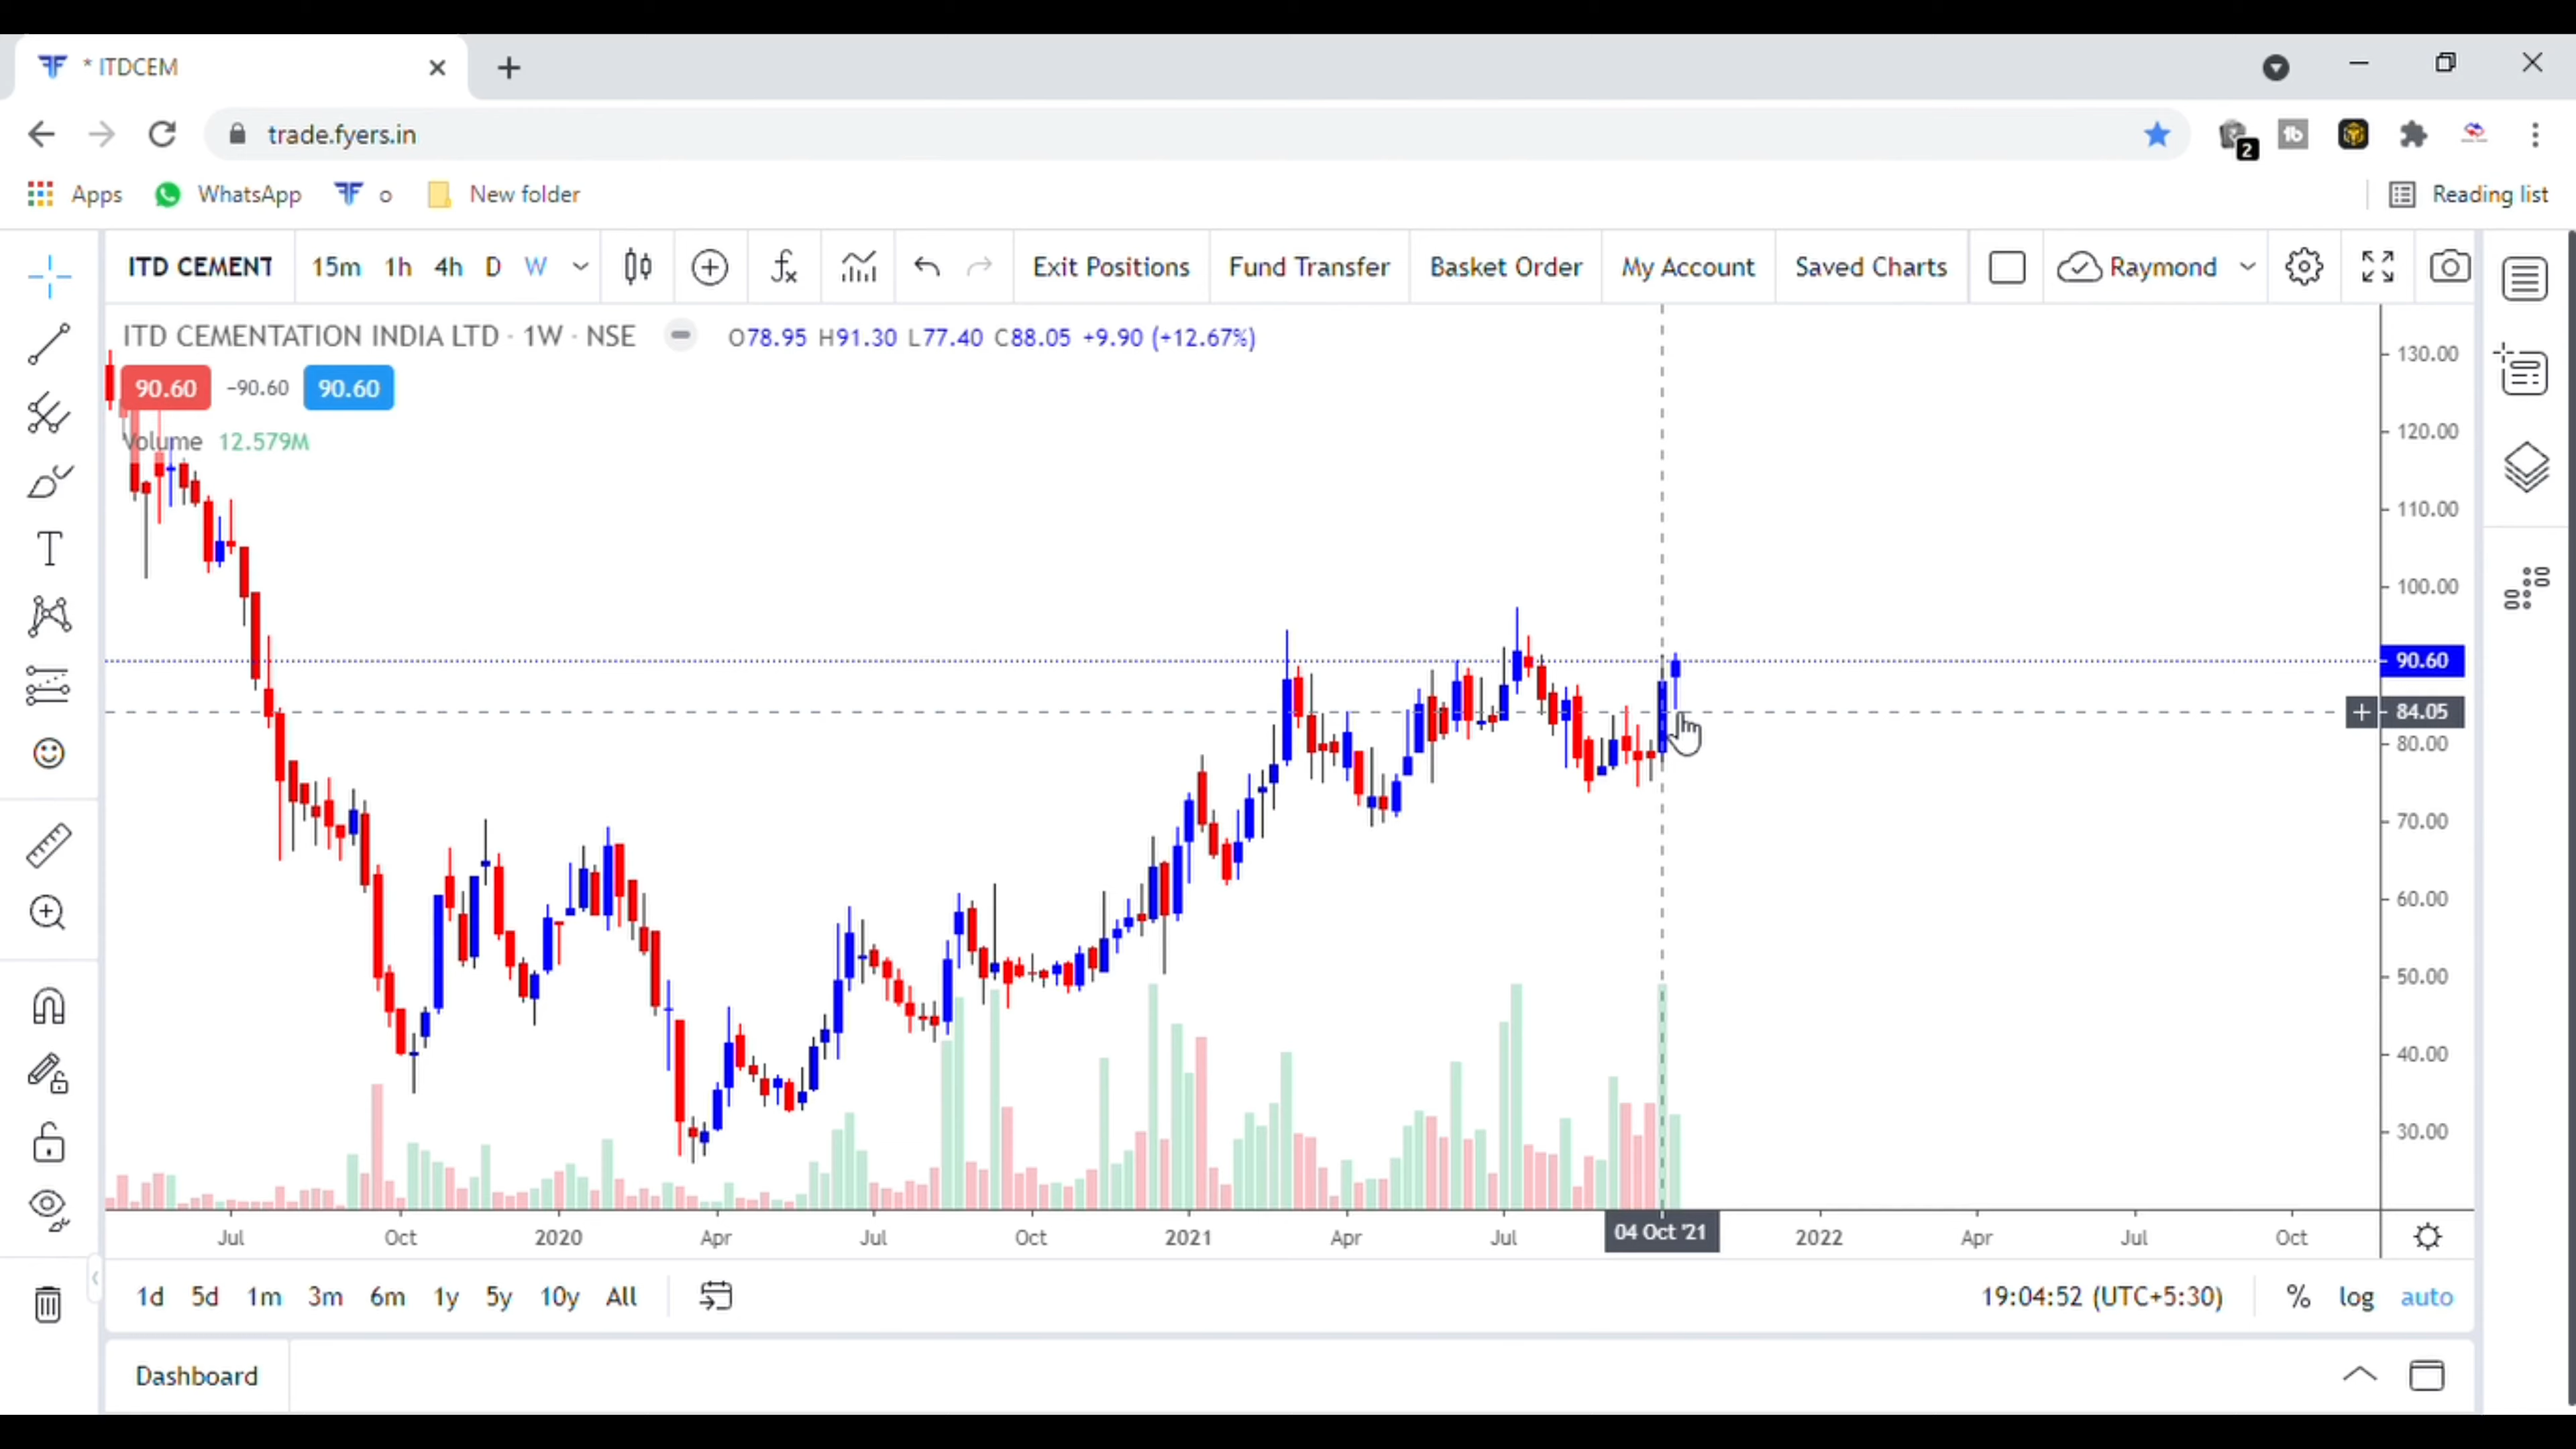 * ITDCEM
trade.fyers.in
2
Apps WhatsApp o New folder Reading list
ITD CEMENT 15m 1h 4h D W Exit Positions Fund Transfer Basket Order My Account Saved Charts Raymond
ITD CEMENTATION INDIA LTD · 1W · NSE O78.95 H91.30 L77.40 C88.05 +9.90 (+12.67%)
90.60 −90.60 90.60
Volume 12.579M
130.00
120.00
110.00
100.00
90.60
84.05
80.00
70.00
60.00
50.00
40.00
30.00
Jul Oct 2020 Apr Jul Oct 2021 Apr Jul 04 Oct '21 2022 Apr Jul Oct
1d 5d 1m 3m 6m 1y 5y 10y All 19:04:52 (UTC+5:30) % log auto
Dashboard